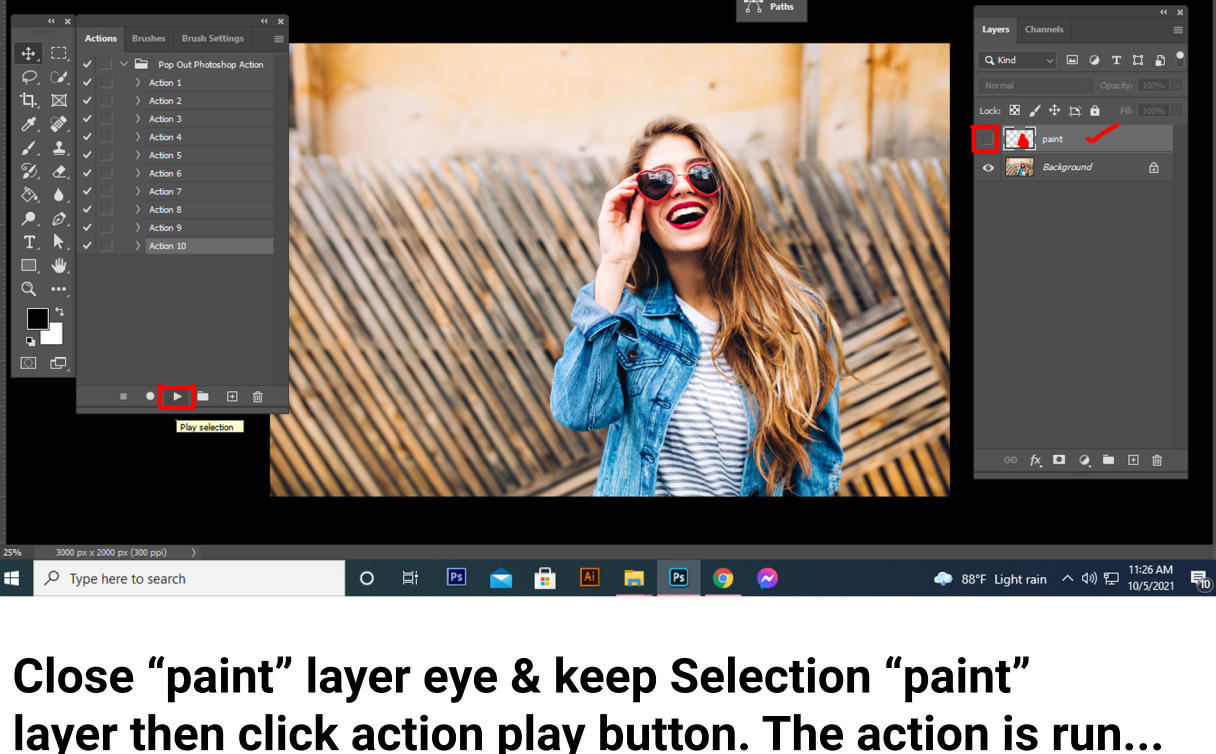 Paths
Actions Brushes Brush Settings
Pop Out Photoshop Action
Action 1
Action 2
Action 3
Action 4
Action 5
Action 6
Action 7
Action 8
Action 9
Action 10
Play selection
Layers Channels
Kind
Normal Opacity: 100%
Lock: Fill: 100%
paint
Background
fx
25% 3000 px x 2000 px (300 ppi)
Type here to search
Ps
Ai
Ps
88°F Light rain
11:26 AM
10/5/2021
10
Close “paint” layer eye & keep Selection “paint”
layer then click action play button. The action is run...